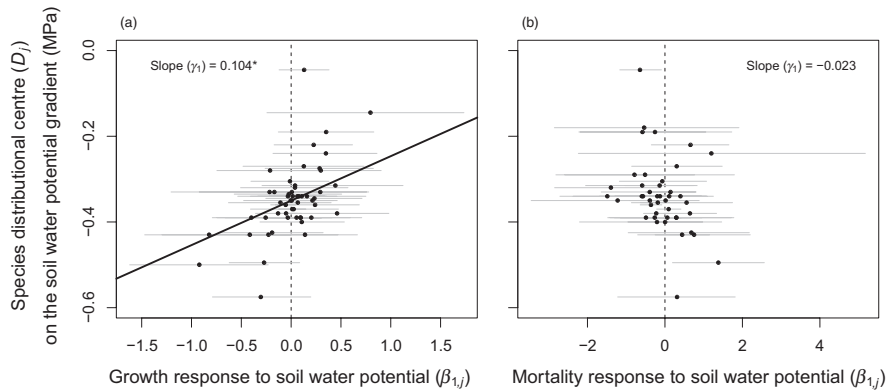 (a)
Slope (γ₁) = 0.104*
(b)
Slope (γ₁) = −0.023
Species distributional centre (Dⱼ)
on the soil water potential gradient (MPa)
0.0
−0.2
−0.4
−0.6
−1.5 −1.0 −0.5 0.0 0.5 1.0 1.5
−2 0 2 4
Growth response to soil water potential (β₁,ⱼ)
Mortality response to soil water potential (β₁,ⱼ)